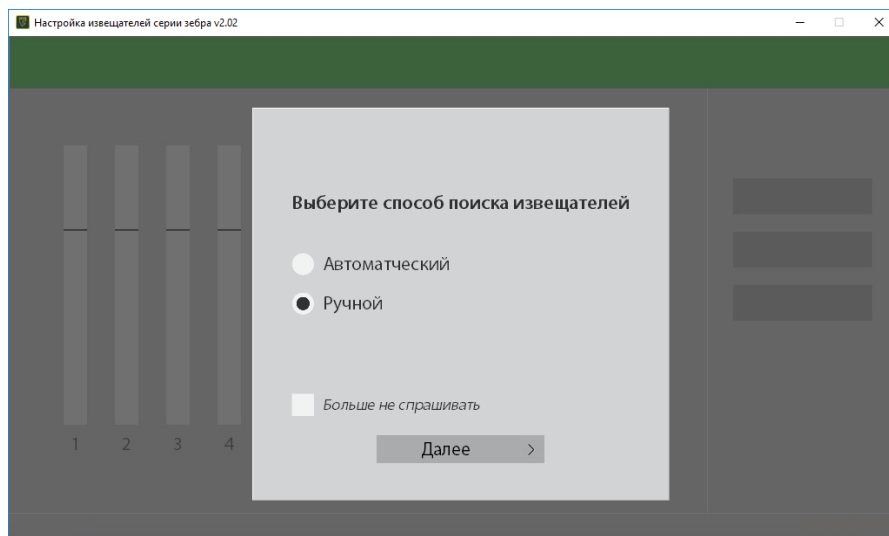 Настройка извещателей серии зебра v2.02
Выберите способ поиска извещателей
Автоматческий
Ручной
Больше не спрашивать
Далее
1 2 3 4